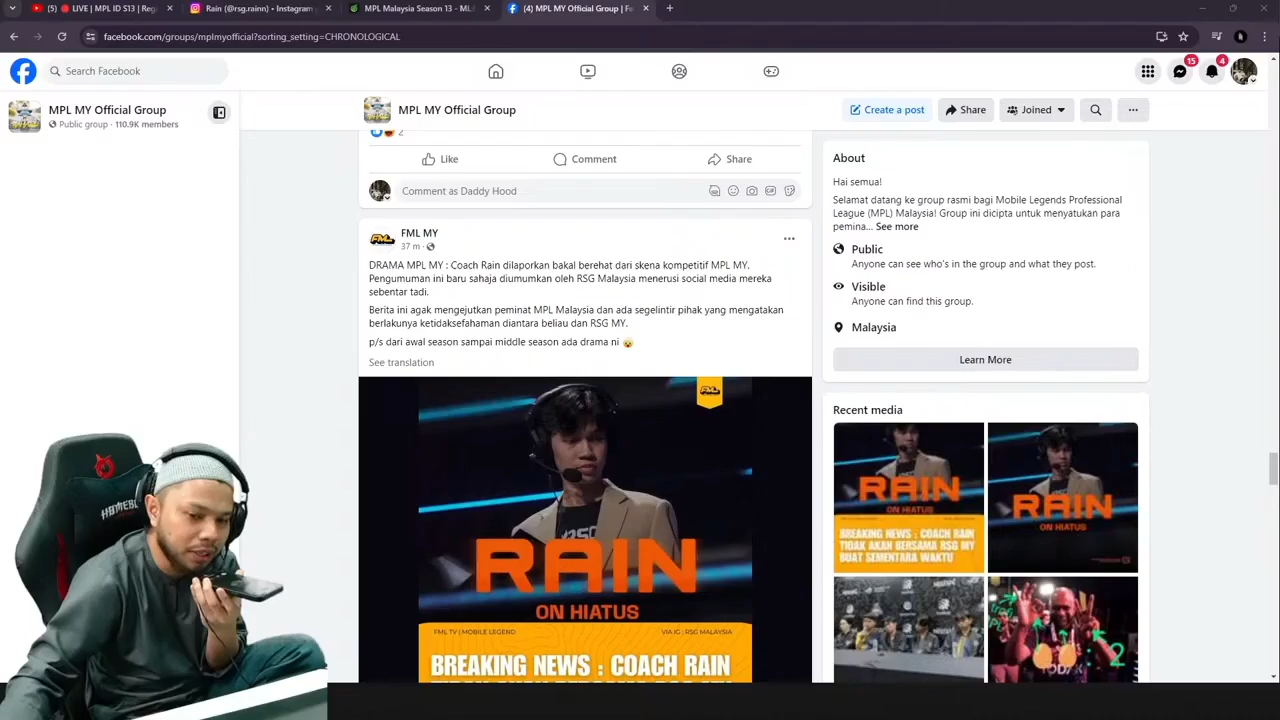 (5) 🔴 LIVE | MPL ID S13 | Reg
Rain (@rsg.rainn) • Instagram
MPL Malaysia Season 13 - ML
(4) MPL MY Official Group | Fa
facebook.com/groups/mplmyofficial?sorting_setting=CHRONOLOGICAL
Search Facebook
15
4
MPL MY Official Group
Public group · 110.9K members
MPL MY Official Group
Create a post
Share
Joined
2
Like
Comment
Share
Comment as Daddy Hood
FML MY
37 m
DRAMA MPL MY : Coach Rain dilaporkan bakal berehat dari skena kompetitif MPL MY.
Pengumuman ini baru sahaja diumumkan oleh RSG Malaysia menerusi social media mereka
sebentar tadi.
Berita ini agak mengejutkan peminat MPL Malaysia dan ada segelintir pihak yang mengatakan
berlakunya ketidaksefahaman diantara beliau dan RSG MY.
p/s dari awal season sampai middle season ada drama ni 😮
See translation
FML
RAIN
ON HIATUS
FML TV | MOBILE LEGEND
VIA IG ; RSG MALAYSIA
BREAKING NEWS : COACH RAIN
About
Hai semua!
Selamat datang ke group rasmi bagi Mobile Legends Professional
League (MPL) Malaysia! Group ini dicipta untuk menyatukan para
pemina... See more
Public
Anyone can see who's in the group and what they post.
Visible
Anyone can find this group.
Malaysia
Learn More
Recent media
RAIN
ON HIATUS
BREAKING NEWS : COACH RAIN
TIDAK AKAN BERSAMA RSG MY
BUAT SEMENTARA WAKTU
RAIN
ON HIATUS
2